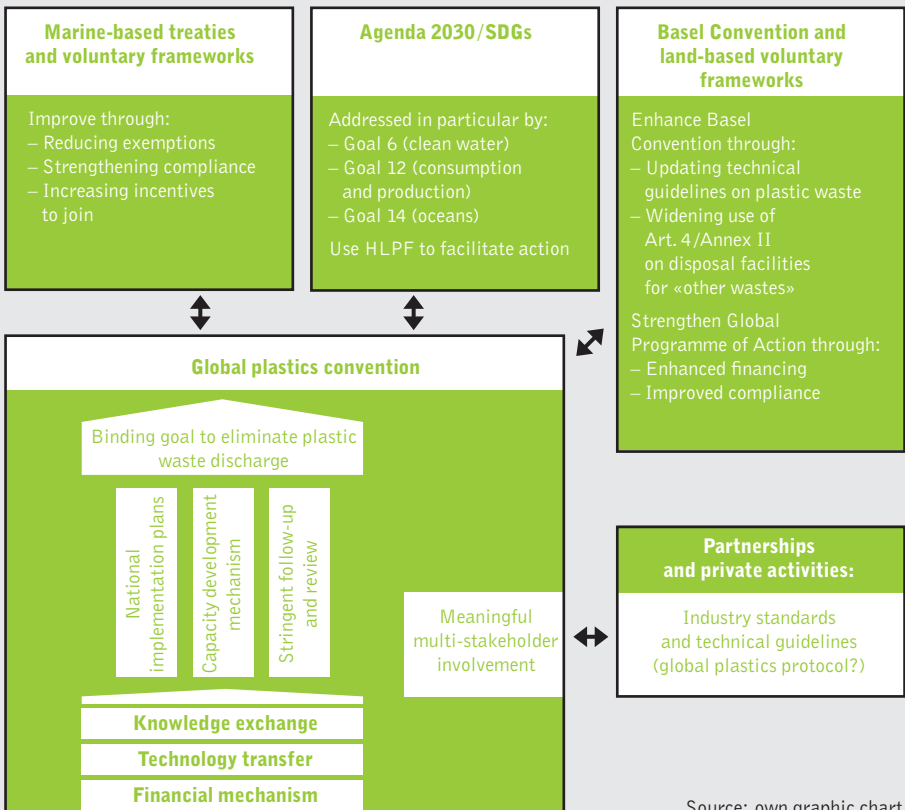 Marine-based treaties
and voluntary frameworks
Improve through:
– Reducing exemptions
– Strengthening compliance
– Increasing incentives
to join
Agenda 2030/SDGs
Addressed in particular by:
– Goal 6 (clean water)
– Goal 12 (consumption
and production)
– Goal 14 (oceans)
Use HLPF to facilitate action
Basel Convention and
land-based voluntary
frameworks
Enhance Basel
Convention through:
– Updating technical
guidelines on plastic waste
– Widening use of
Art. 4/Annex II
on disposal facilities
for «other wastes»
Strengthen Global
Programme of Action through:
– Enhanced financing
– Improved compliance
Global plastics convention
Binding goal to eliminate plastic
waste discharge
National
implementation plans
Capacity development
mechanism
Stringent follow-up
and review
Meaningful
multi-stakeholder
involvement
Knowledge exchange
Technology transfer
Financial mechanism
Partnerships
and private activities:
Industry standards
and technical guidelines
(global plastics protocol?)
Source: own graphic chart